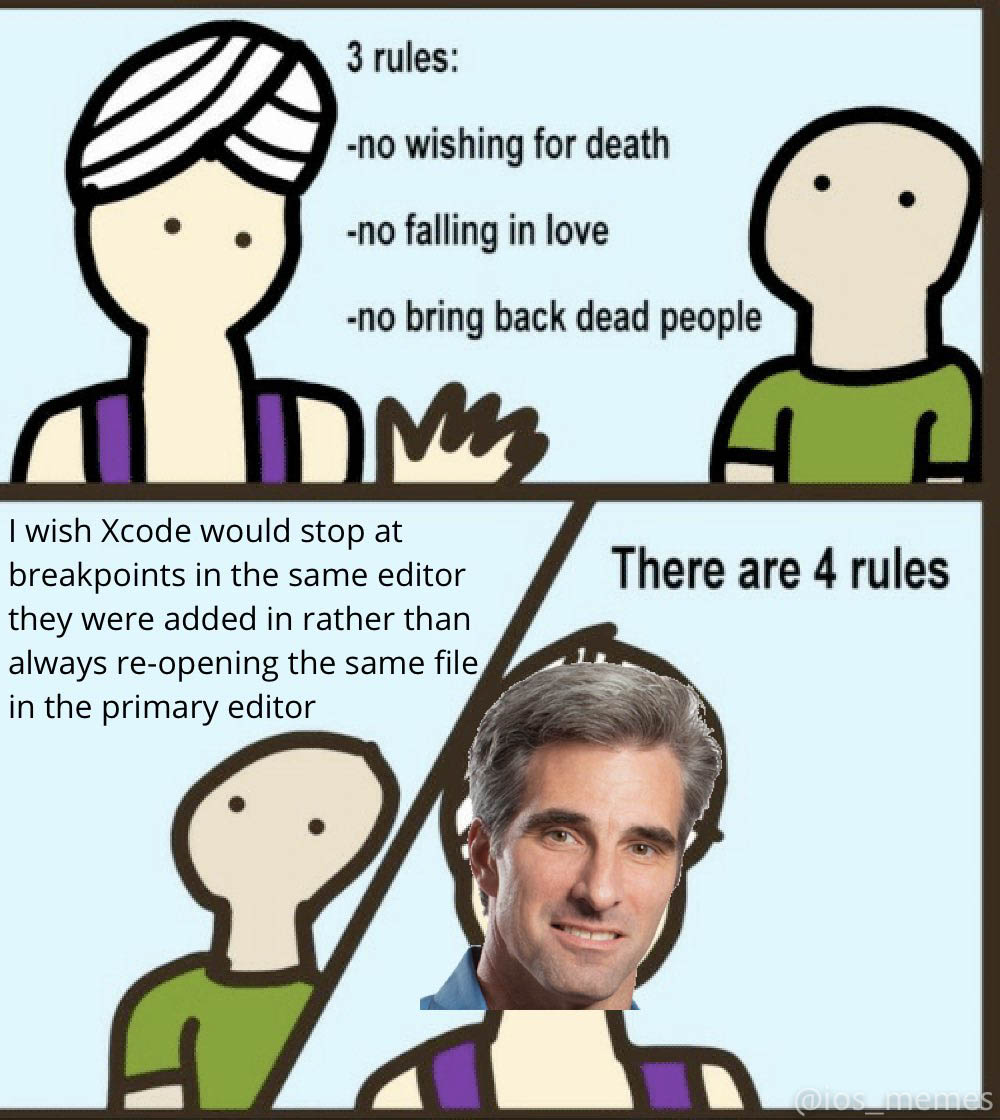 3 rules:
-no wishing for death
-no falling in love
-no bring back dead people
I wish Xcode would stop at
breakpoints in the same editor
they were added in rather than
always re-opening the same file
in the primary editor
There are 4 rules
@ios_memes